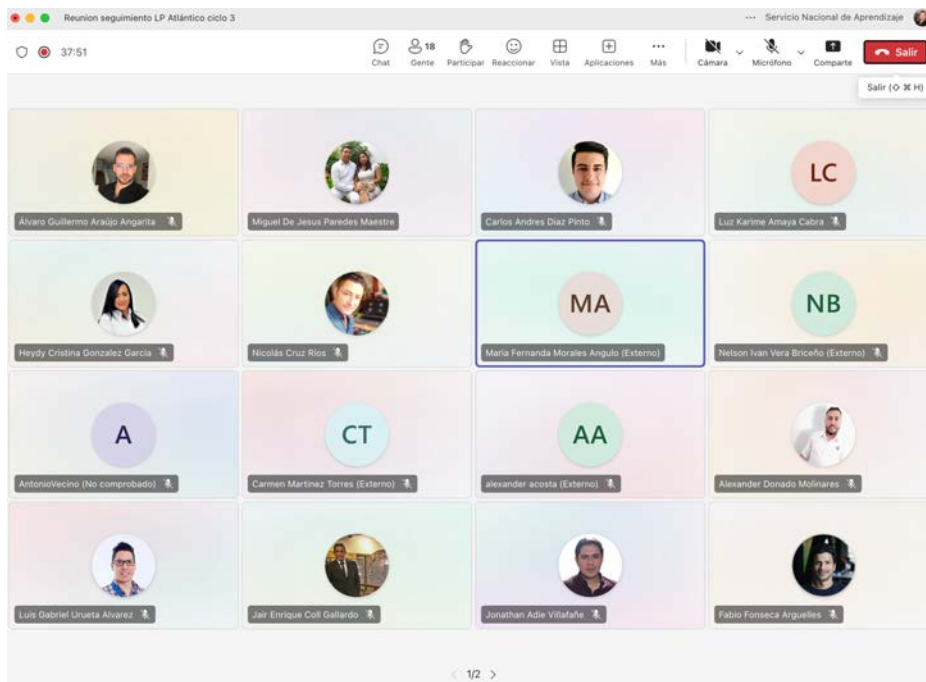 Reunion seguimiento LP Atlántico ciclo 3
··· Servicio Nacional de Aprendizaje
37:51
18
Chat Gente Participar Reaccionar Vista Aplicaciones Más Cámara Micrófono Comparte
Salir
Salir (⇧ ⌘ H)
LC
Álvaro Guillermo Araújo Angarita
Miguel De Jesus Paredes Maestre
Carlos Andres Diaz Pinto
Luz Karime Amaya Cabra
MA
NB
Heydy Cristina Gonzalez Garcia
Nicolás Cruz Ríos
Maria Fernanda Morales Angulo (Externo)
Nelson Ivan Vera Briceño (Externo)
A
CT
AA
AntonioVecino (No comprobado)
Carmen Martinez Torres (Externo)
alexander acosta (Externo)
Alexander Donado Molinares
Luis Gabriel Urueta Alvarez
Jair Enrique Coll Gallardo
Jonathan Adie Villafañe
Fabio Fonseca Arguelles
< 1/2 >